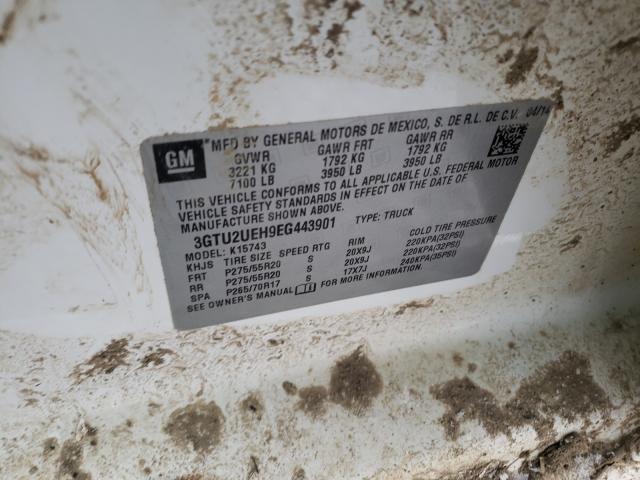 GM
*MFD BY GENERAL MOTORS DE MEXICO, S. DE R.L. DE C.V. 04/14
GVWR GAWR FRT GAWR RR
3221 KG 1792 KG 1792 KG
7100 LB 3950 LB 3950 LB
THIS VEHICLE CONFORMS TO ALL APPLICABLE U.S. FEDERAL MOTOR
VEHICLE SAFETY STANDARDS IN EFFECT ON THE DATE OF
MANUFACTURE SHOWN ABOVE.
3GTU2UEH9EG443901 TYPE: TRUCK
MODEL: K15743
KHJS TIRE SIZE SPEED RTG RIM COLD TIRE PRESSURE
FRT P275/55R20 S 20X9J 220KPA(32PSI)
RR P275/55R20 S 20X9J 220KPA(32PSI)
SPA P265/70R17 S 17X7J 240KPA(35PSI)
SEE OWNER'S MANUAL FOR MORE INFORMATION.